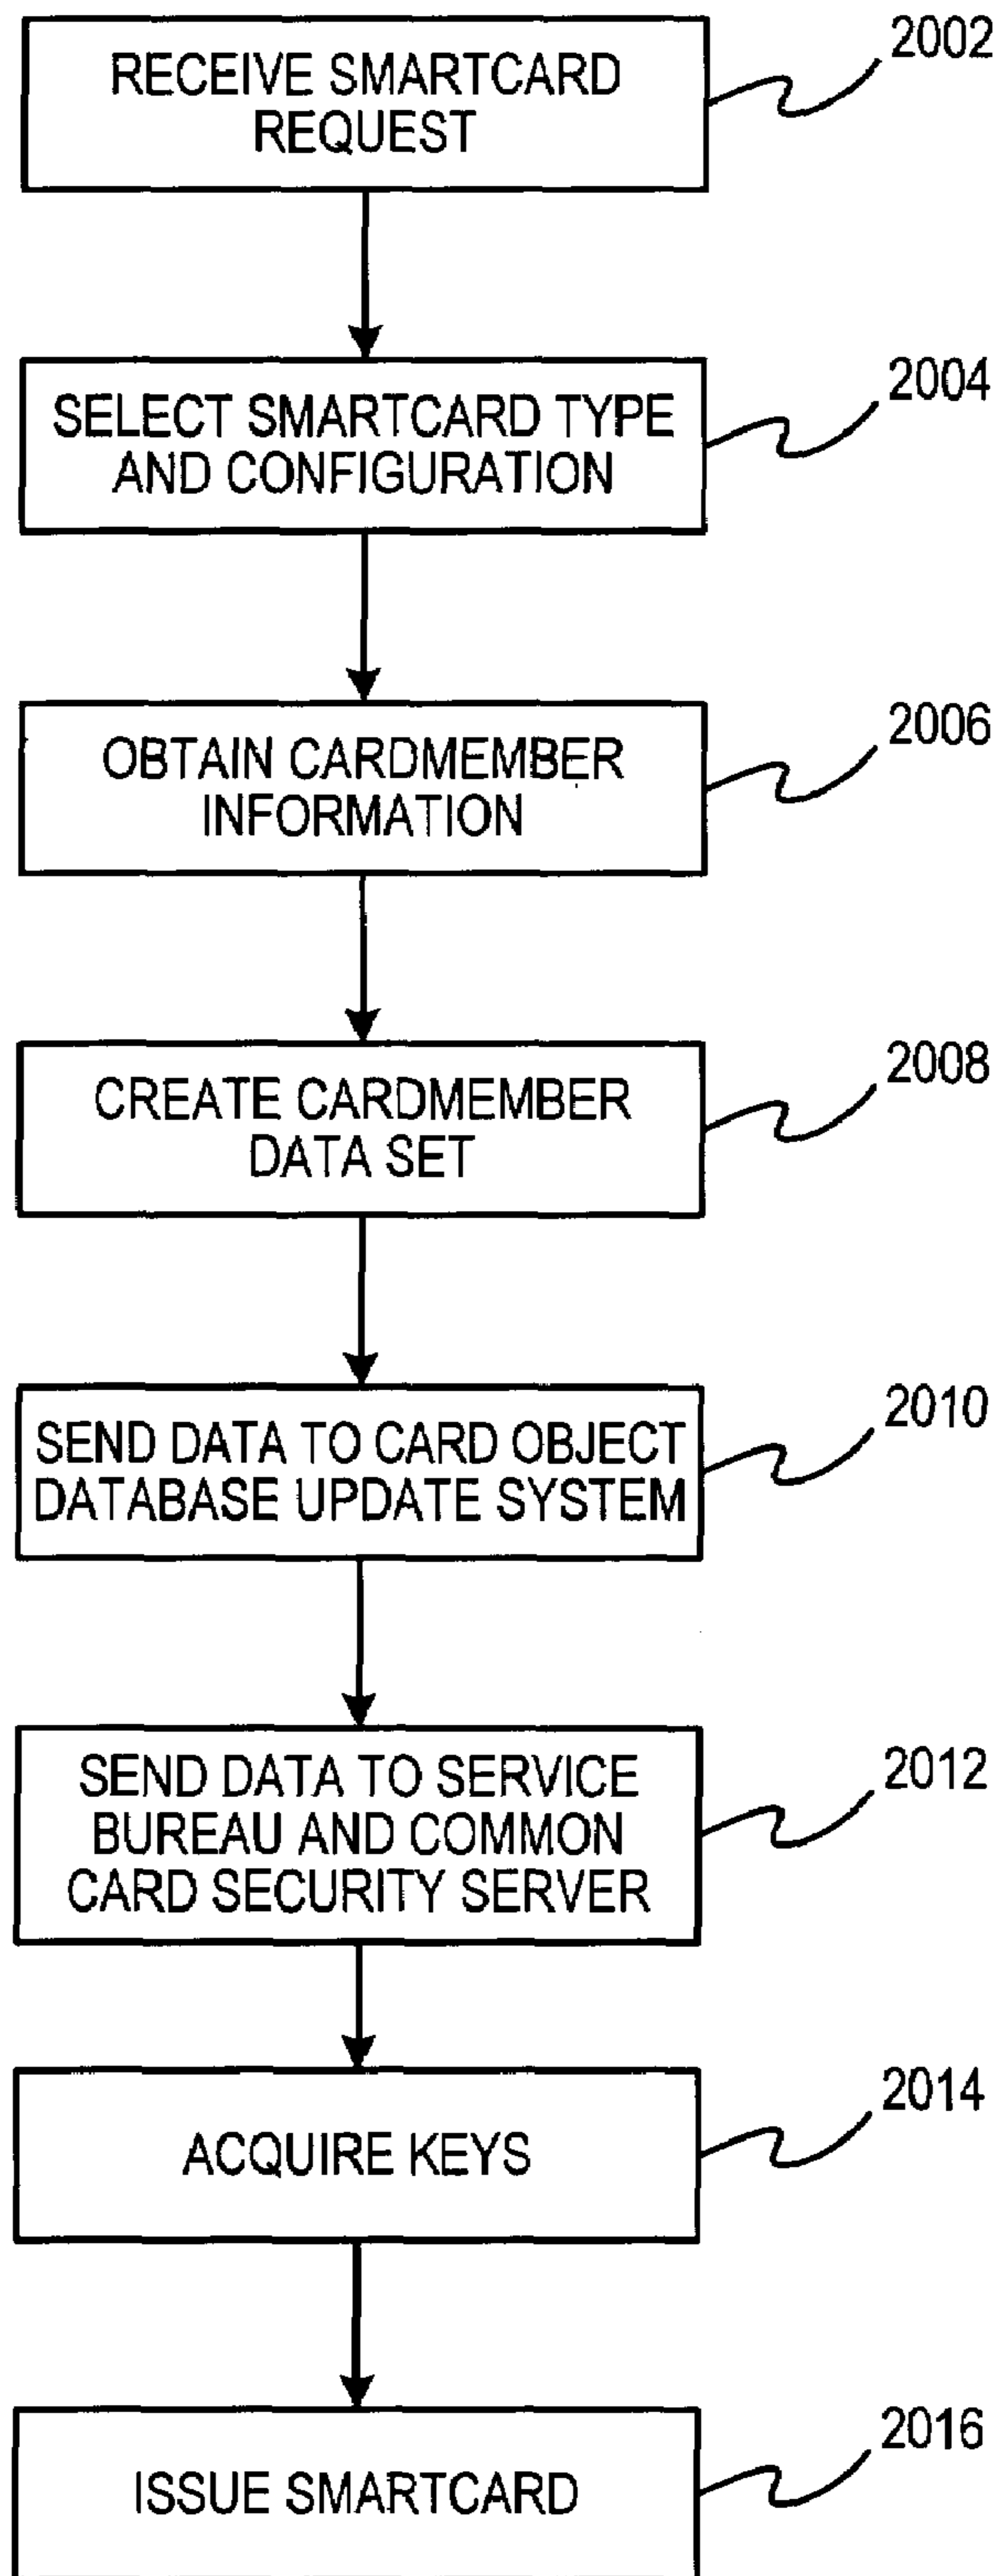 RECEIVE SMARTCARD
REQUEST
2002
SELECT SMARTCARD TYPE
AND CONFIGURATION
2004
OBTAIN CARDMEMBER
INFORMATION
2006
CREATE CARDMEMBER
DATA SET
2008
SEND DATA TO CARD OBJECT
DATABASE UPDATE SYSTEM
2010
SEND DATA TO SERVICE
BUREAU AND COMMON
CARD SECURITY SERVER
2012
ACQUIRE KEYS
2014
ISSUE SMARTCARD
2016